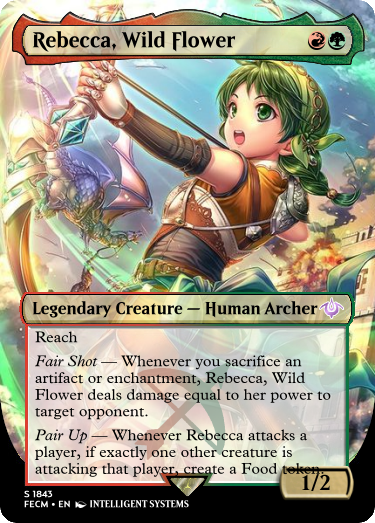 Rebecca, Wild Flower
Legendary Creature — Human Archer
Reach
Fair Shot — Whenever you sacrifice an
artifact or enchantment, Rebecca, Wild
Flower deals damage equal to her power to
target opponent.
Pair Up — Whenever Rebecca attacks a
player, if exactly one other creature is
attacking that player, create a Food token.
1/2
S 1843
FECM • EN INTELLIGENT SYSTEMS